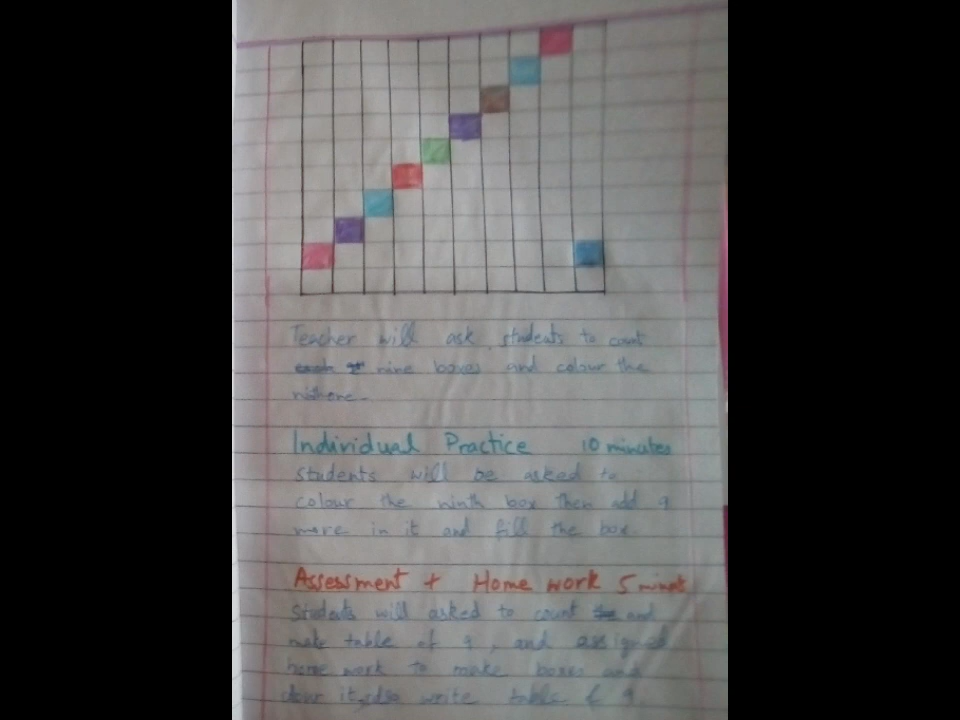 Teacher will ask students to count
nine boxes and colour the
Individual Practice 10 minutes
students will be asked to
colour the ninth box then add 9
more in it and fill the box.
Assessment + Home work 5 minuts
Students will asked to count and
make table of 9, and assigned
home work to make boxes and
colour it, also write table of 9